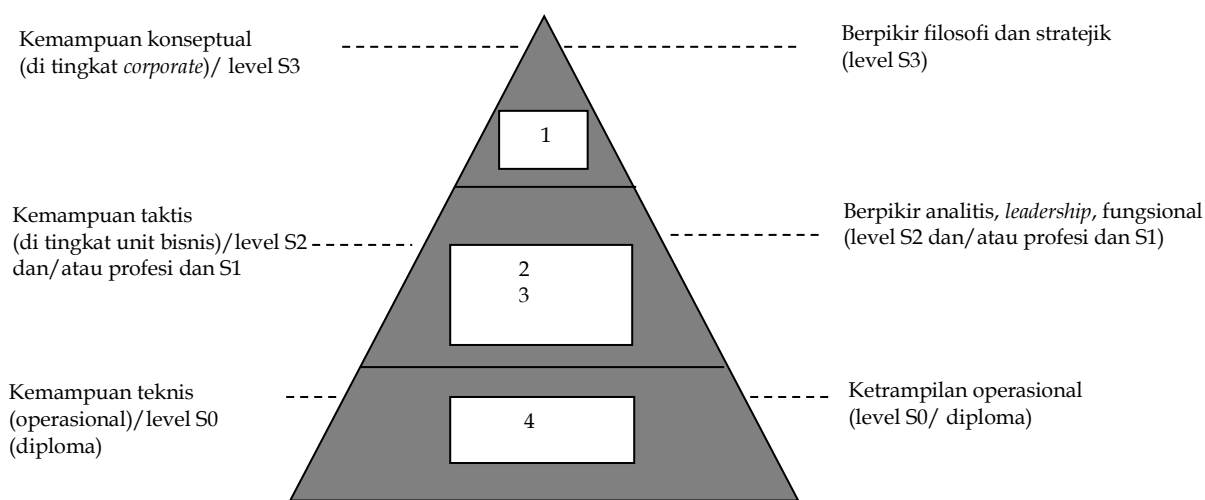 Kemampuan konseptual
(di tingkat corporate)/ level S3
Berpikir filosofi dan stratejik
(level S3)
1
Kemampuan taktis
(di tingkat unit bisnis)/level S2
dan/atau profesi dan S1
Berpikir analitis, leadership, fungsional
(level S2 dan/atau profesi dan S1)
2
3
Kemampuan teknis
(operasional)/level S0
(diploma)
Ketrampilan operasional
(level S0/ diploma)
4